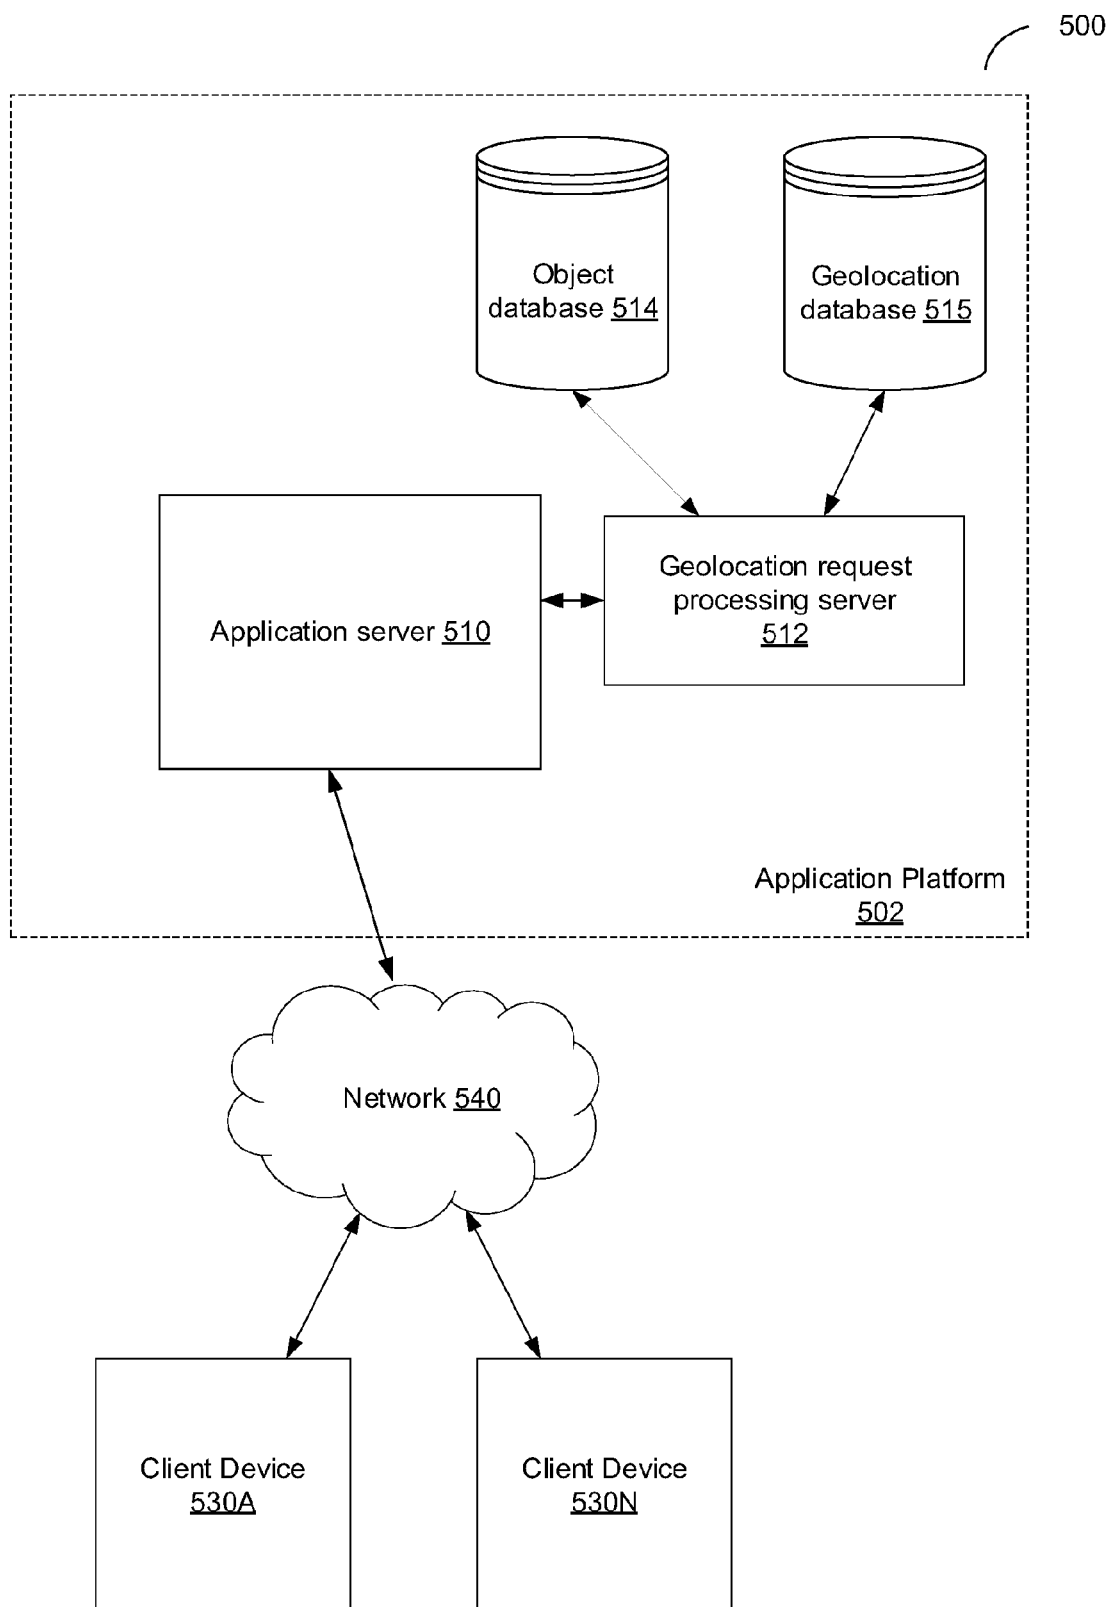 500
Object
database 514
Geolocation
database 515
Geolocation request
processing server
512
Application server 510
Application Platform
502
Network 540
Client Device
530A
Client Device
530N